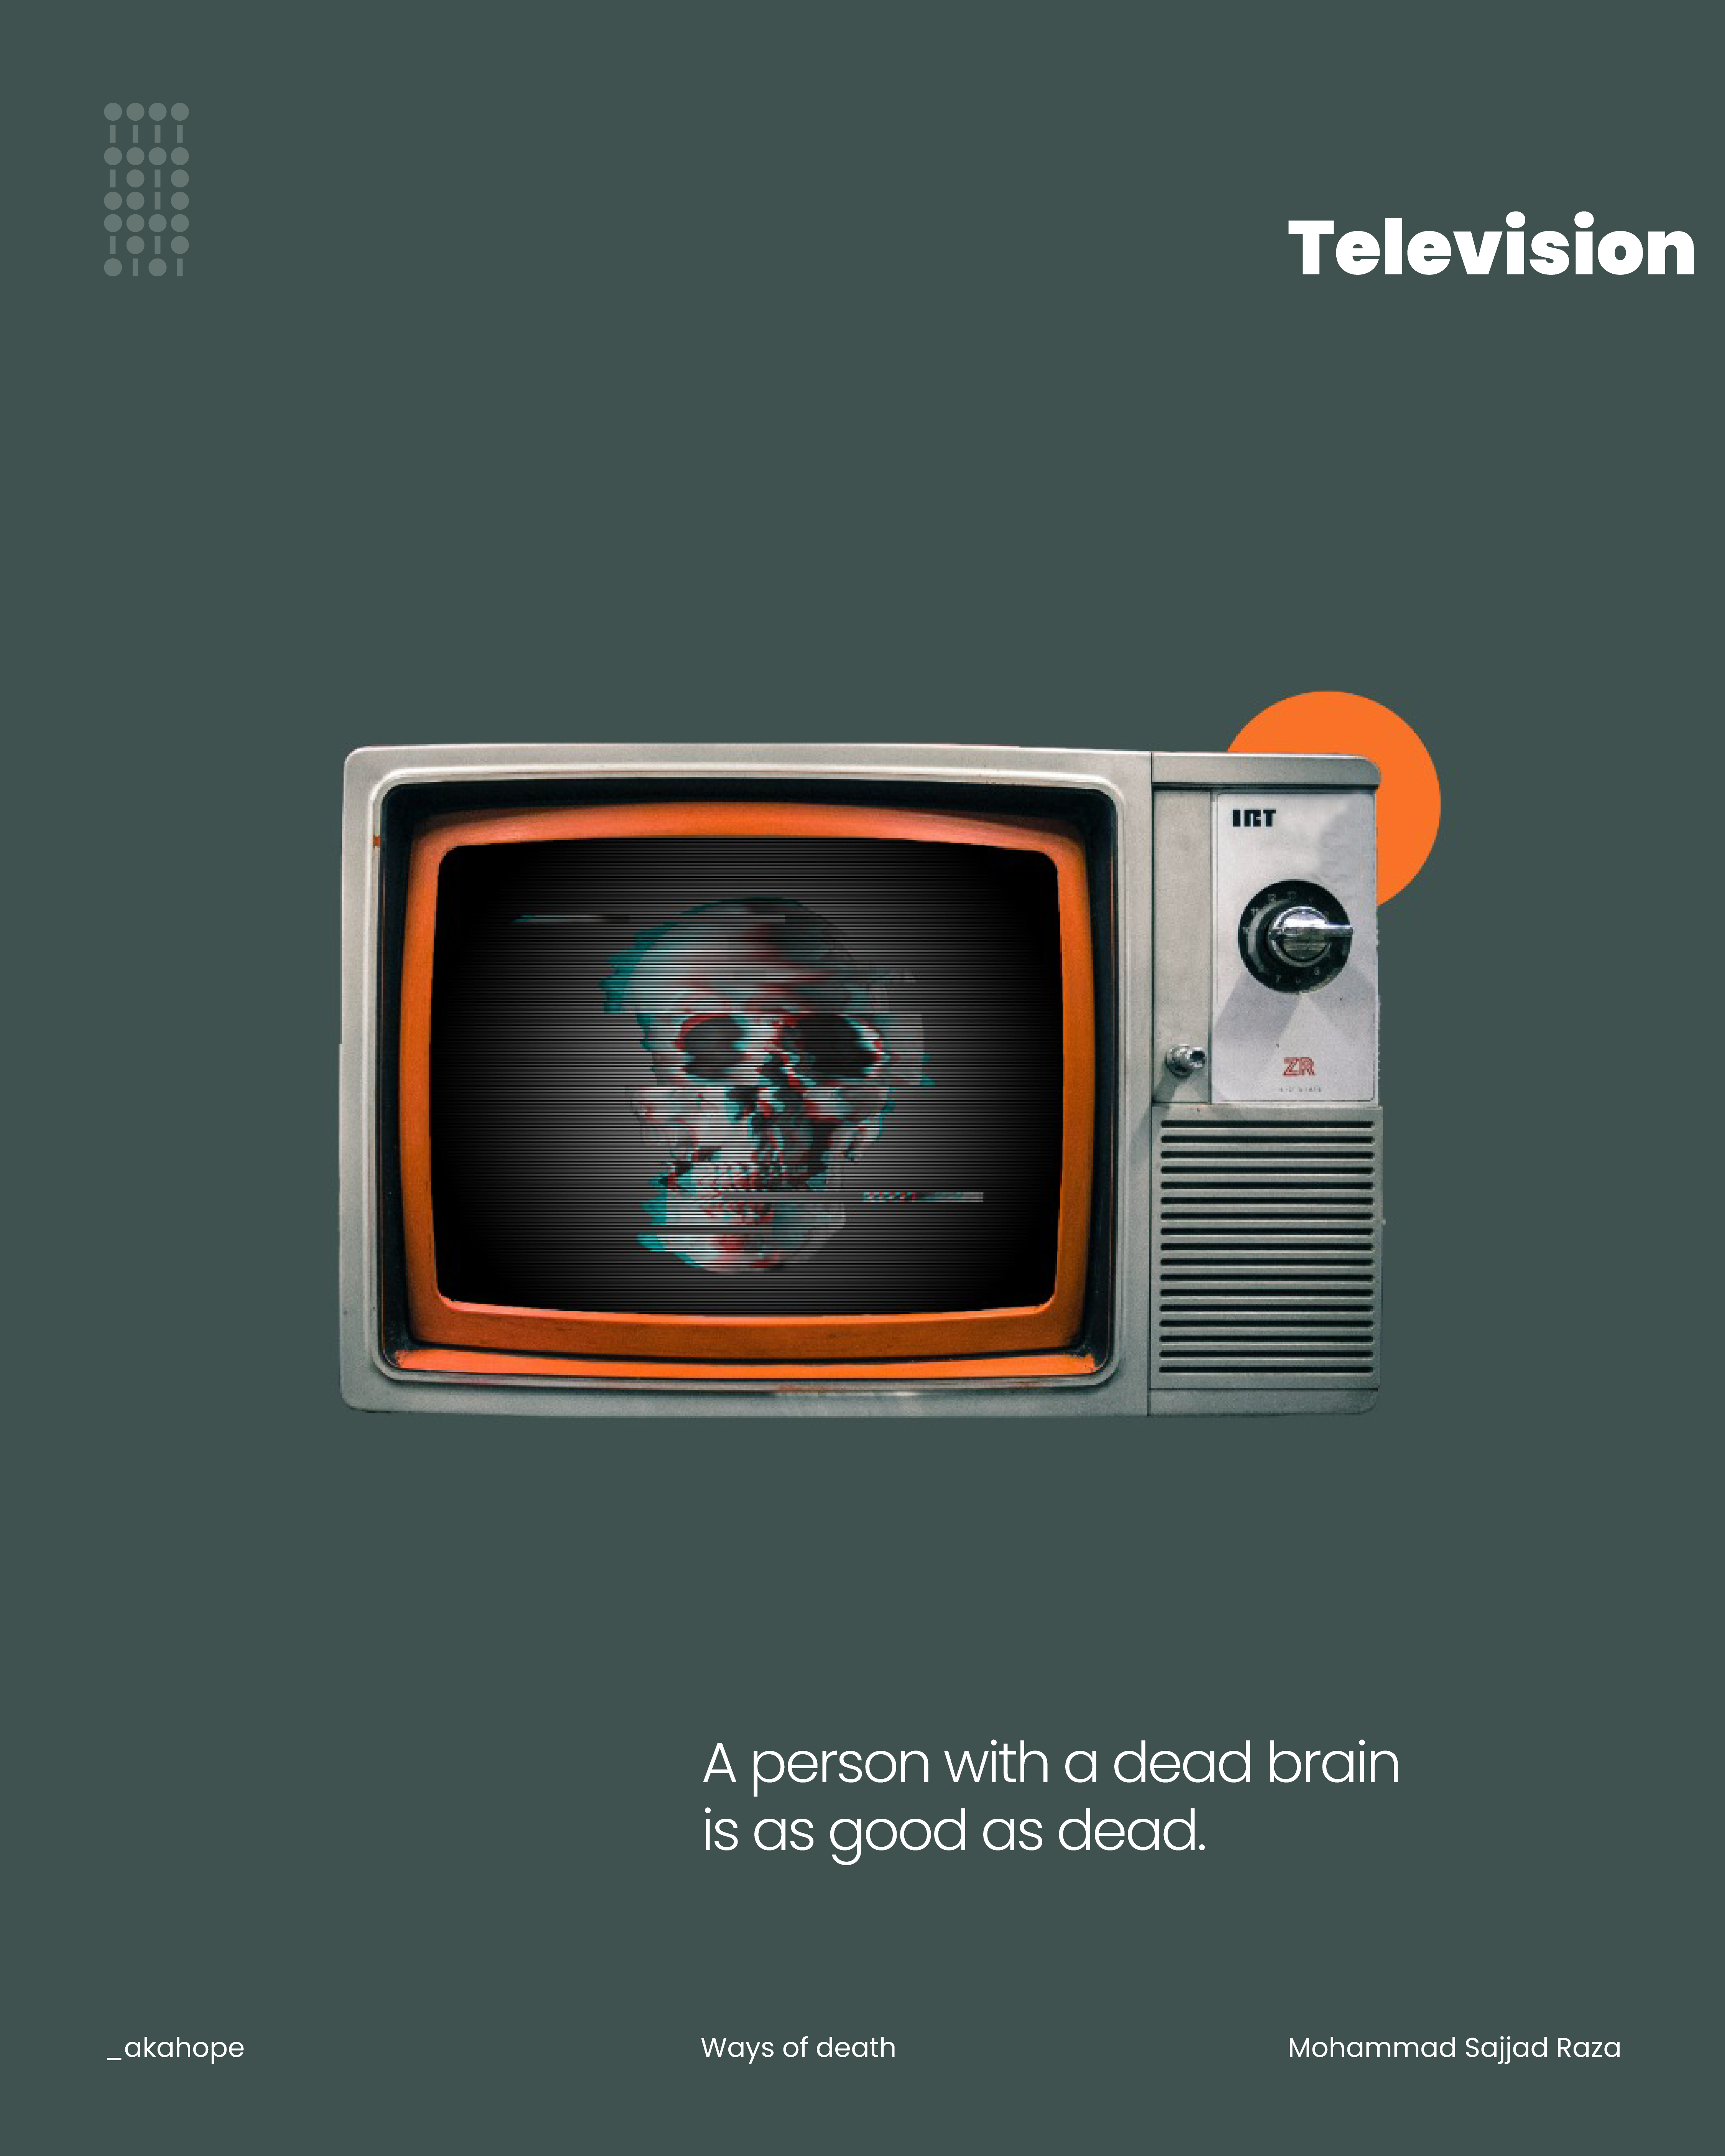 Television
IRT
ZR
A person with a dead brain
is as good as dead.
_akahope
Ways of death
Mohammad Sajjad Raza